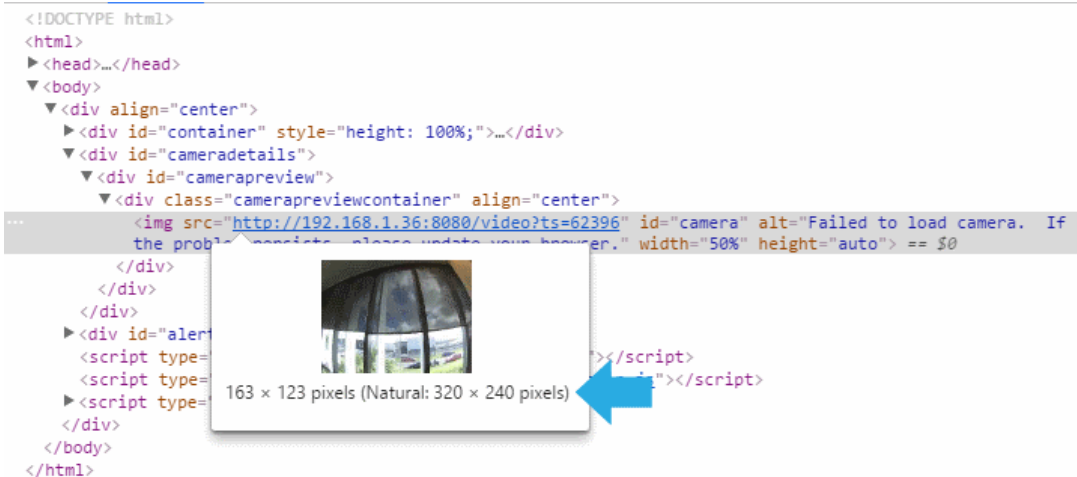 <!DOCTYPE html>
<html>
<head>…</head>
<body>
<div align="center">
<div id="container" style="height: 100%;">…</div>
<div id="cameradetails">
<div id="camerapreview">
<div class="camerapreviewcontainer" align="center">
<img src="http://192.168.1.36:8080/video?ts=62396" id="camera" alt="Failed to load camera.  If
the problem persists, please update your browser." width="50%" height="auto"> == $0
</div>
</div>
</div>
<div id="alert
<script type= "></script>
<script type= "></script>
163 × 123 pixels (Natural: 320 × 240 pixels)
<script type=
</div>
</body>
</html>